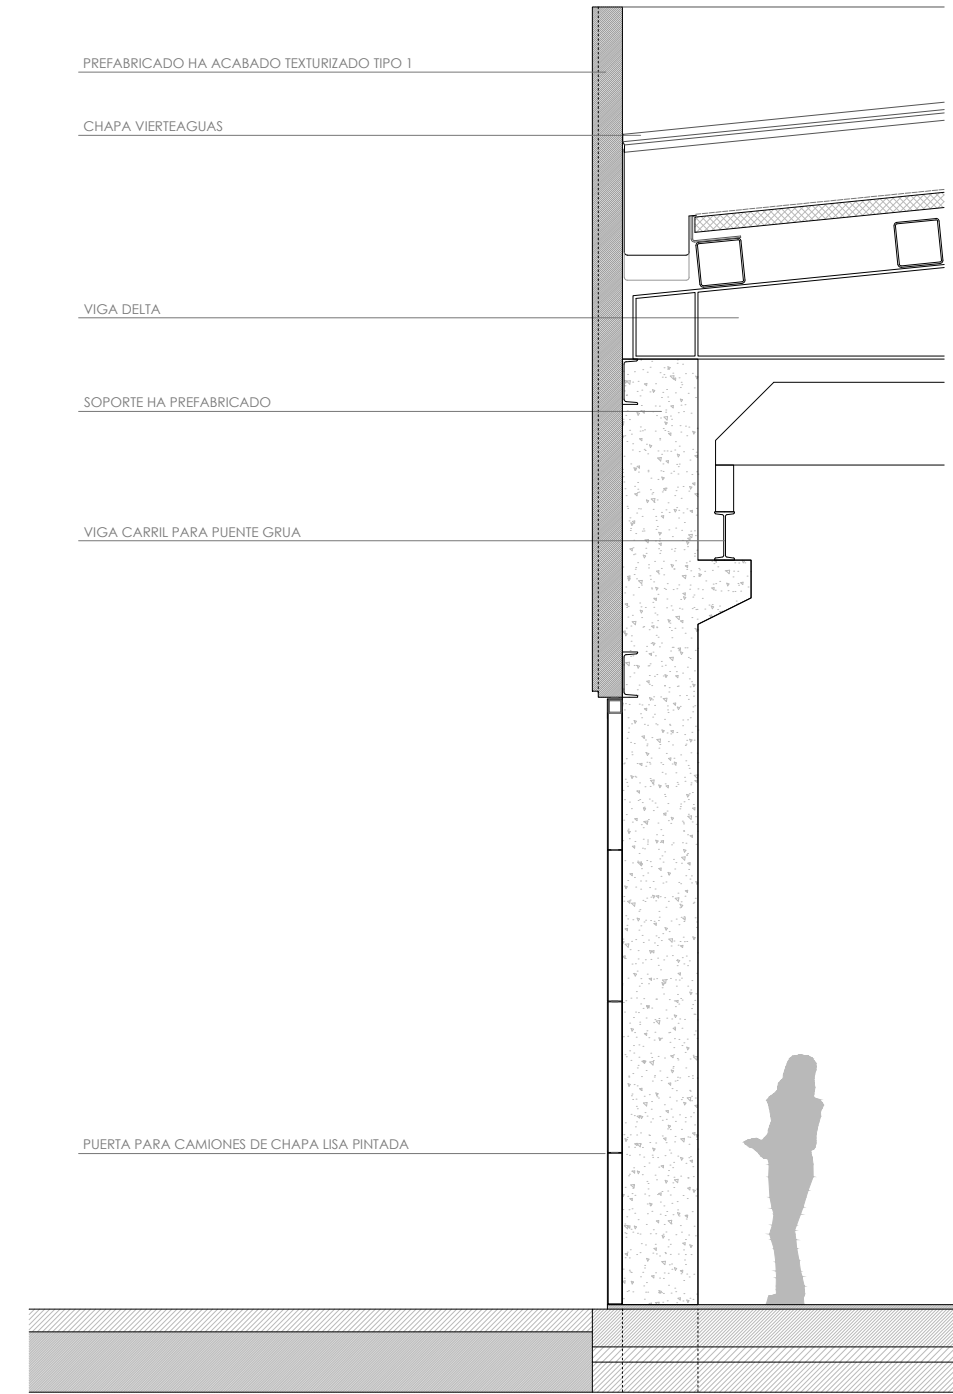 PREFABRICADO HA ACABADO TEXTURIZADO TIPO 1
CHAPA VIERTEAGUAS
VIGA DELTA
SOPORTE HA PREFABRICADO
VIGA CARRIL PARA PUENTE GRUA
PUERTA PARA CAMIONES DE CHAPA LISA PINTADA